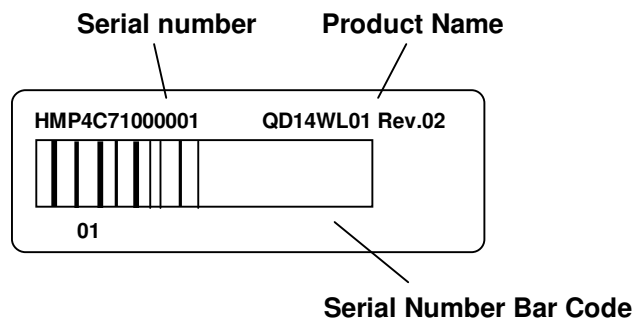 Serial number Product Name
HMP4C71000001 QD14WL01 Rev.02
01
Serial Number Bar Code